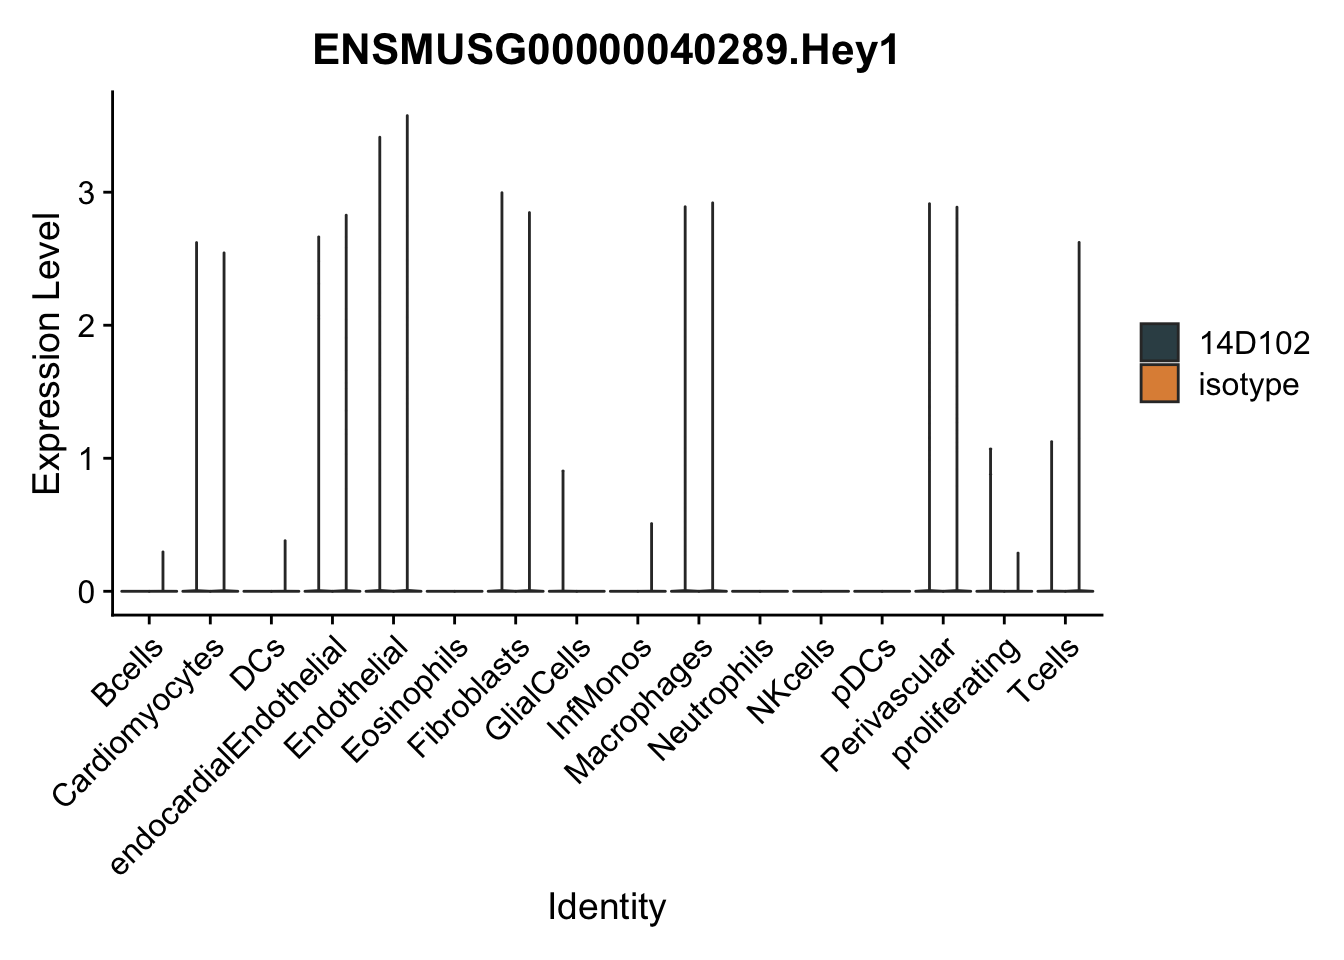 ENSMUSG00000040289.Hey1
Expression Level
3
2
1
0
Bcells
Cardiomyocytes
DCs
endocardialEndothelial
Endothelial
Eosinophils
Fibroblasts
GlialCells
InfMonos
Macrophages
Neutrophils
NKcells
pDCs
Perivascular
proliferating
Tcells
Identity
14D102
isotype